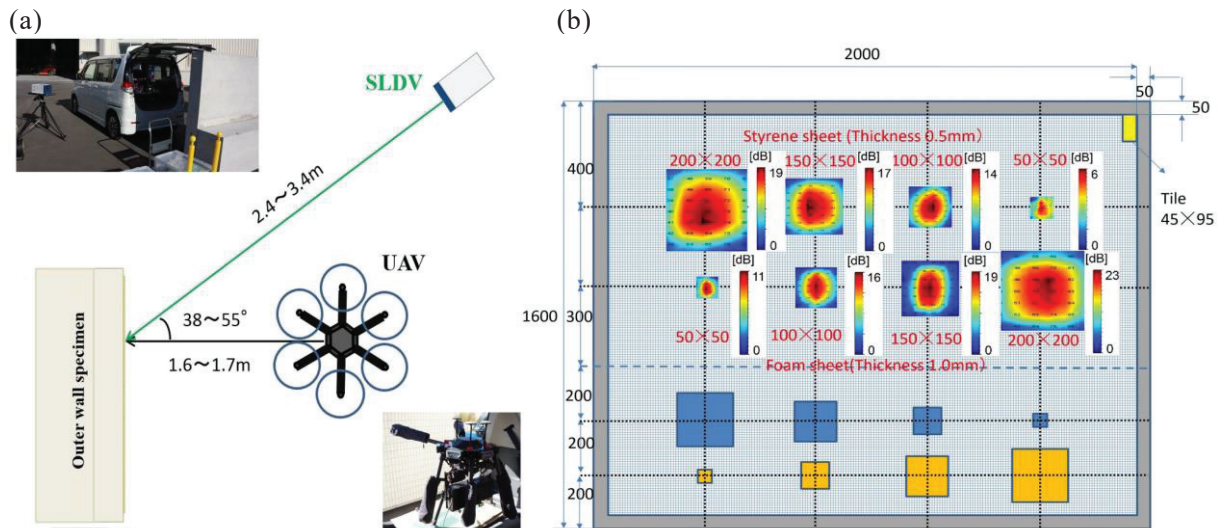 (a)
SLDV
2.4～3.4m
UAV
38～55°
1.6～1.7m
Outer wall specimen
(b)
2000
50
50
400
Styrene sheet (Thickness 0.5mm)
200×200 [dB] 150×150 [dB] 100×100 [dB] 50×50 [dB]
19 17 14 6
0 0 0 0
Tile
45×95
[dB] [dB] [dB] [dB]
11 16 19 23
1600
300
50×50 100×100 150×150 200×200
0 0 0 0
Foam sheet(Thickness 1.0mm)
200
200
200